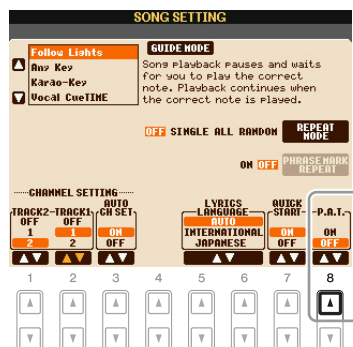 SONG SETTING
Follow Lights
Any Key
Karao-Key
Vocal CueTIME
GUIDE MODE
Song playback pauses and waits
for you to play the correct
note. Playback continues when
the correct note is played.
OFF SINGLE ALL RANDOM REPEAT MODE
ON OFF PHRASE MARK REPEAT
CHANNEL SETTING
TRACK2 TRACK1 AUTO CH SET
OFF OFF
1 1 ON
2 2 OFF
LYRICS LANGUAGE
AUTO
INTERNATIONAL
JAPANESE
QUICK START
ON
OFF
P.A.T.
ON
OFF
1 2 3 4 5 6 7 8